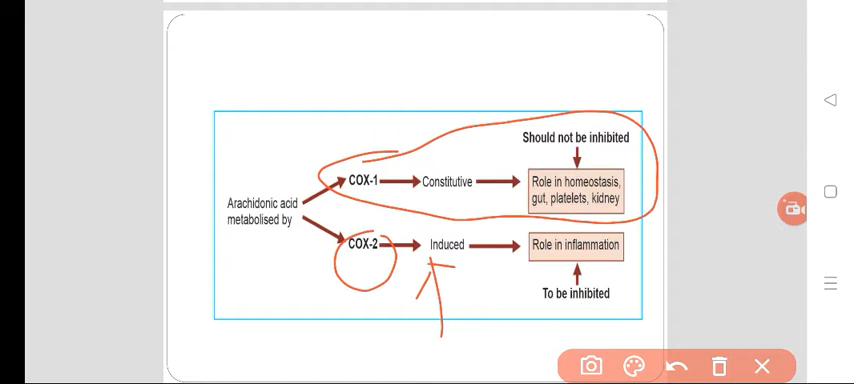 Should not be inhibited
COX-1
Constitutive
Role in homeostasis,
gut, platelets, kidney
Arachidonic acid
metabolised by
COX-2
Induced
Role in inflammation
To be inhibited